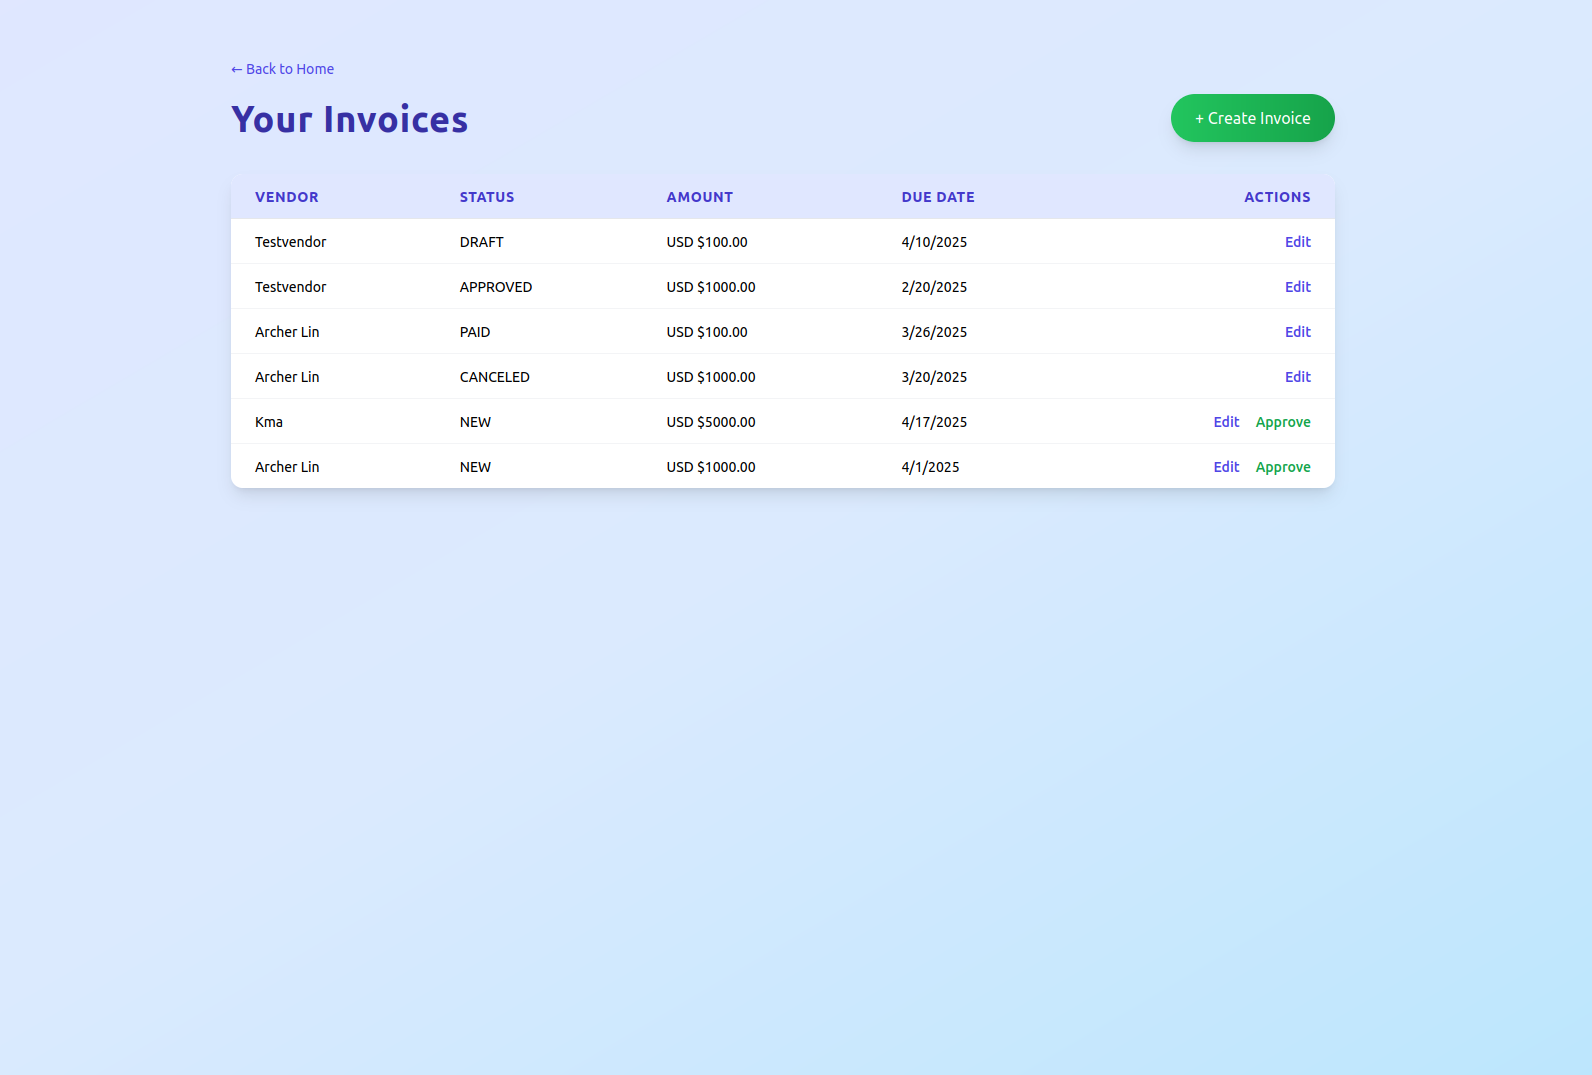 ← Back to Home
Your Invoices
+ Create Invoice
VENDOR STATUS AMOUNT DUE DATE ACTIONS
Testvendor DRAFT USD $100.00 4/10/2025 Edit
Testvendor APPROVED USD $1000.00 2/20/2025 Edit
Archer Lin PAID USD $100.00 3/26/2025 Edit
Archer Lin CANCELED USD $1000.00 3/20/2025 Edit
Kma NEW USD $5000.00 4/17/2025 Edit Approve
Archer Lin NEW USD $1000.00 4/1/2025 Edit Approve